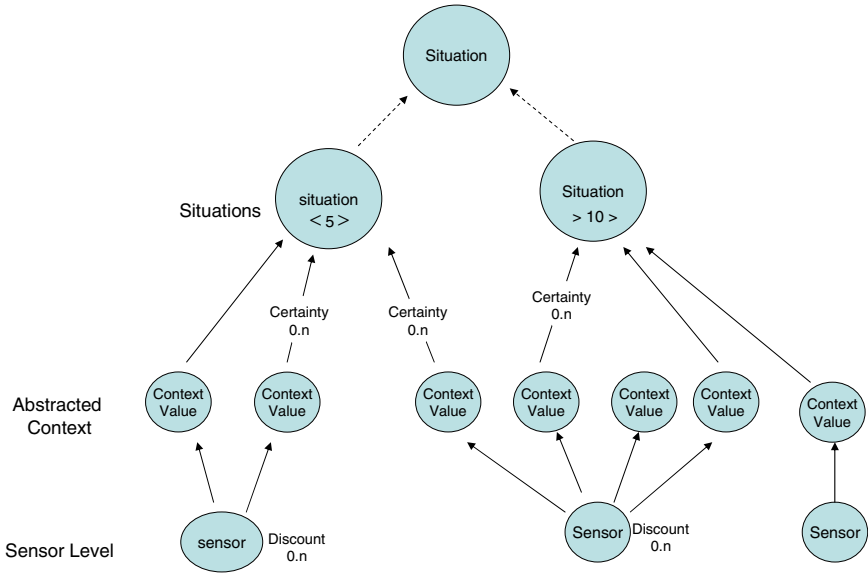 Situation
Situations
situation
< 5 >
Situation
> 10 >
Certainty
0.n
Certainty
0.n
Certainty
0.n
Abstracted
Context
Context
Value
Context
Value
Context
Value
Context
Value
Context
Value
Context
Value
Context
Value
Sensor Level
sensor
Discount
0.n
Sensor
Discount
0.n
Sensor